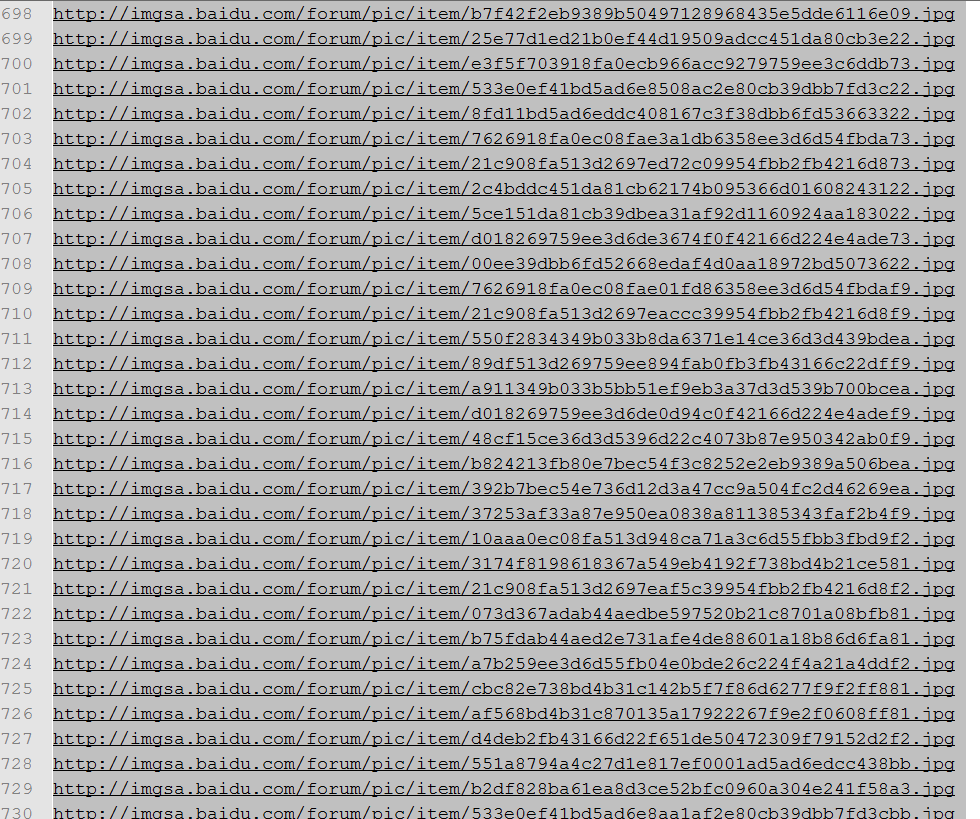 698 http://imgsa.baidu.com/forum/pic/item/b7f42f2eb9389b50497128968435e5dde6116e09.jpg
699 http://imgsa.baidu.com/forum/pic/item/25e77d1ed21b0ef44d19509adcc451da80cb3e22.jpg
700 http://imgsa.baidu.com/forum/pic/item/e3f5f703918fa0ecb966acc9279759ee3c6ddb73.jpg
701 http://imgsa.baidu.com/forum/pic/item/533e0ef41bd5ad6e8508ac2e80cb39dbb7fd3c22.jpg
702 http://imgsa.baidu.com/forum/pic/item/8fd11bd5ad6eddc408167c3f38dbb6fd53663322.jpg
703 http://imgsa.baidu.com/forum/pic/item/7626918fa0ec08fae3a1db6358ee3d6d54fbda73.jpg
704 http://imgsa.baidu.com/forum/pic/item/21c908fa513d2697ed72c09954fbb2fb4216d873.jpg
705 http://imgsa.baidu.com/forum/pic/item/2c4bddc451da81cb62174b095366d01608243122.jpg
706 http://imgsa.baidu.com/forum/pic/item/5ce151da81cb39dbea31af92d1160924aa183022.jpg
707 http://imgsa.baidu.com/forum/pic/item/d018269759ee3d6de3674f0f42166d224e4ade73.jpg
708 http://imgsa.baidu.com/forum/pic/item/00ee39dbb6fd52668edaf4d0aa18972bd5073622.jpg
709 http://imgsa.baidu.com/forum/pic/item/7626918fa0ec08fae01fd86358ee3d6d54fbdaf9.jpg
710 http://imgsa.baidu.com/forum/pic/item/21c908fa513d2697eaccc39954fbb2fb4216d8f9.jpg
711 http://imgsa.baidu.com/forum/pic/item/550f2834349b033b8da6371e14ce36d3d439bdea.jpg
712 http://imgsa.baidu.com/forum/pic/item/89df513d269759ee894fab0fb3fb43166c22dff9.jpg
713 http://imgsa.baidu.com/forum/pic/item/a911349b033b5bb51ef9eb3a37d3d539b700bcea.jpg
714 http://imgsa.baidu.com/forum/pic/item/d018269759ee3d6de0d94c0f42166d224e4adef9.jpg
715 http://imgsa.baidu.com/forum/pic/item/48cf15ce36d3d5396d22c4073b87e950342ab0f9.jpg
716 http://imgsa.baidu.com/forum/pic/item/b824213fb80e7bec54f3c8252e2eb9389a506bea.jpg
717 http://imgsa.baidu.com/forum/pic/item/392b7bec54e736d12d3a47cc9a504fc2d46269ea.jpg
718 http://imgsa.baidu.com/forum/pic/item/37253af33a87e950ea0838a811385343faf2b4f9.jpg
719 http://imgsa.baidu.com/forum/pic/item/10aaa0ec08fa513d948ca71a3c6d55fbb3fbd9f2.jpg
720 http://imgsa.baidu.com/forum/pic/item/3174f8198618367a549eb4192f738bd4b21ce581.jpg
721 http://imgsa.baidu.com/forum/pic/item/21c908fa513d2697eaf5c39954fbb2fb4216d8f2.jpg
722 http://imgsa.baidu.com/forum/pic/item/073d367adab44aedbe597520b21c8701a08bfb81.jpg
723 http://imgsa.baidu.com/forum/pic/item/b75fdab44aed2e731afe4de88601a18b86d6fa81.jpg
724 http://imgsa.baidu.com/forum/pic/item/a7b259ee3d6d55fb04e0bde26c224f4a21a4ddf2.jpg
725 http://imgsa.baidu.com/forum/pic/item/cbc82e738bd4b31c142b5f7f86d6277f9f2ff881.jpg
726 http://imgsa.baidu.com/forum/pic/item/af568bd4b31c870135a17922267f9e2f0608ff81.jpg
727 http://imgsa.baidu.com/forum/pic/item/d4deb2fb43166d22f651de50472309f79152d2f2.jpg
728 http://imgsa.baidu.com/forum/pic/item/551a8794a4c27d1e817ef0001ad5ad6edcc438bb.jpg
729 http://imgsa.baidu.com/forum/pic/item/b2df828ba61ea8d3ce52bfc0960a304e241f58a3.jpg
730 http://imgsa.baidu.com/forum/pic/item/533e0ef41bd5ad6e8aa1af2e80cb39dbb7fd3cbb.jpg